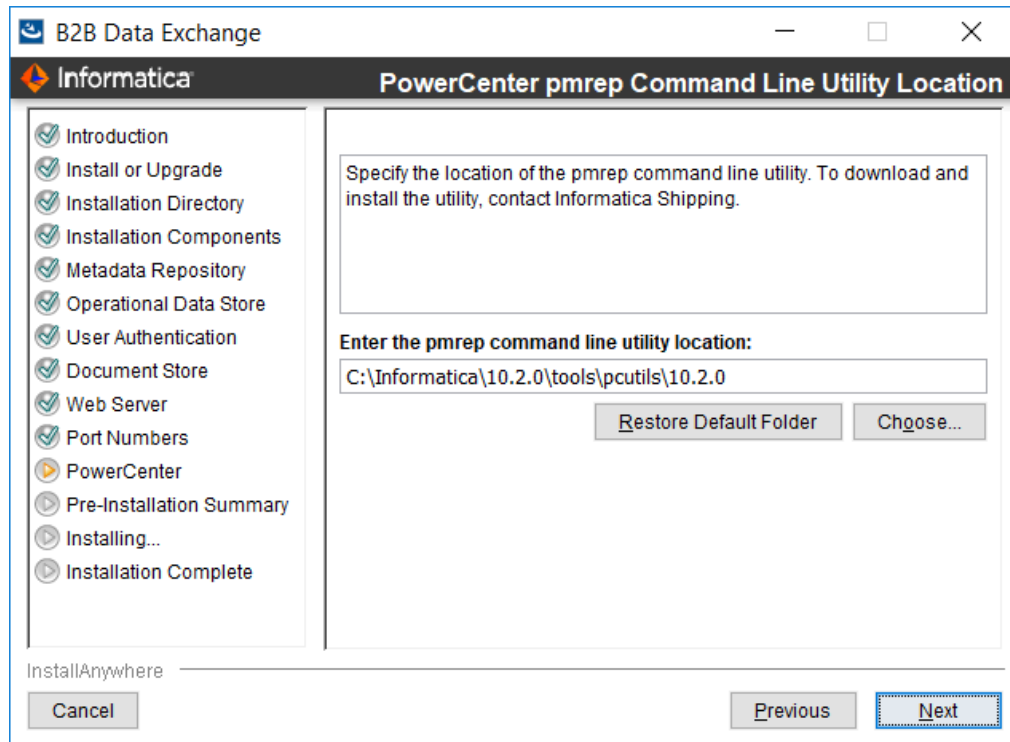 B2B Data Exchange
Informatica
PowerCenter pmrep Command Line Utility Location
Introduction
Install or Upgrade
Installation Directory
Installation Components
Metadata Repository
Operational Data Store
User Authentication
Document Store
Web Server
Port Numbers
PowerCenter
Pre-Installation Summary
Installing...
Installation Complete
Specify the location of the pmrep command line utility. To download and
install the utility, contact Informatica Shipping.
Enter the pmrep command line utility location:
C:\Informatica\10.2.0\tools\pcutils\10.2.0
Restore Default Folder
Choose...
InstallAnywhere
Cancel
Previous
Next